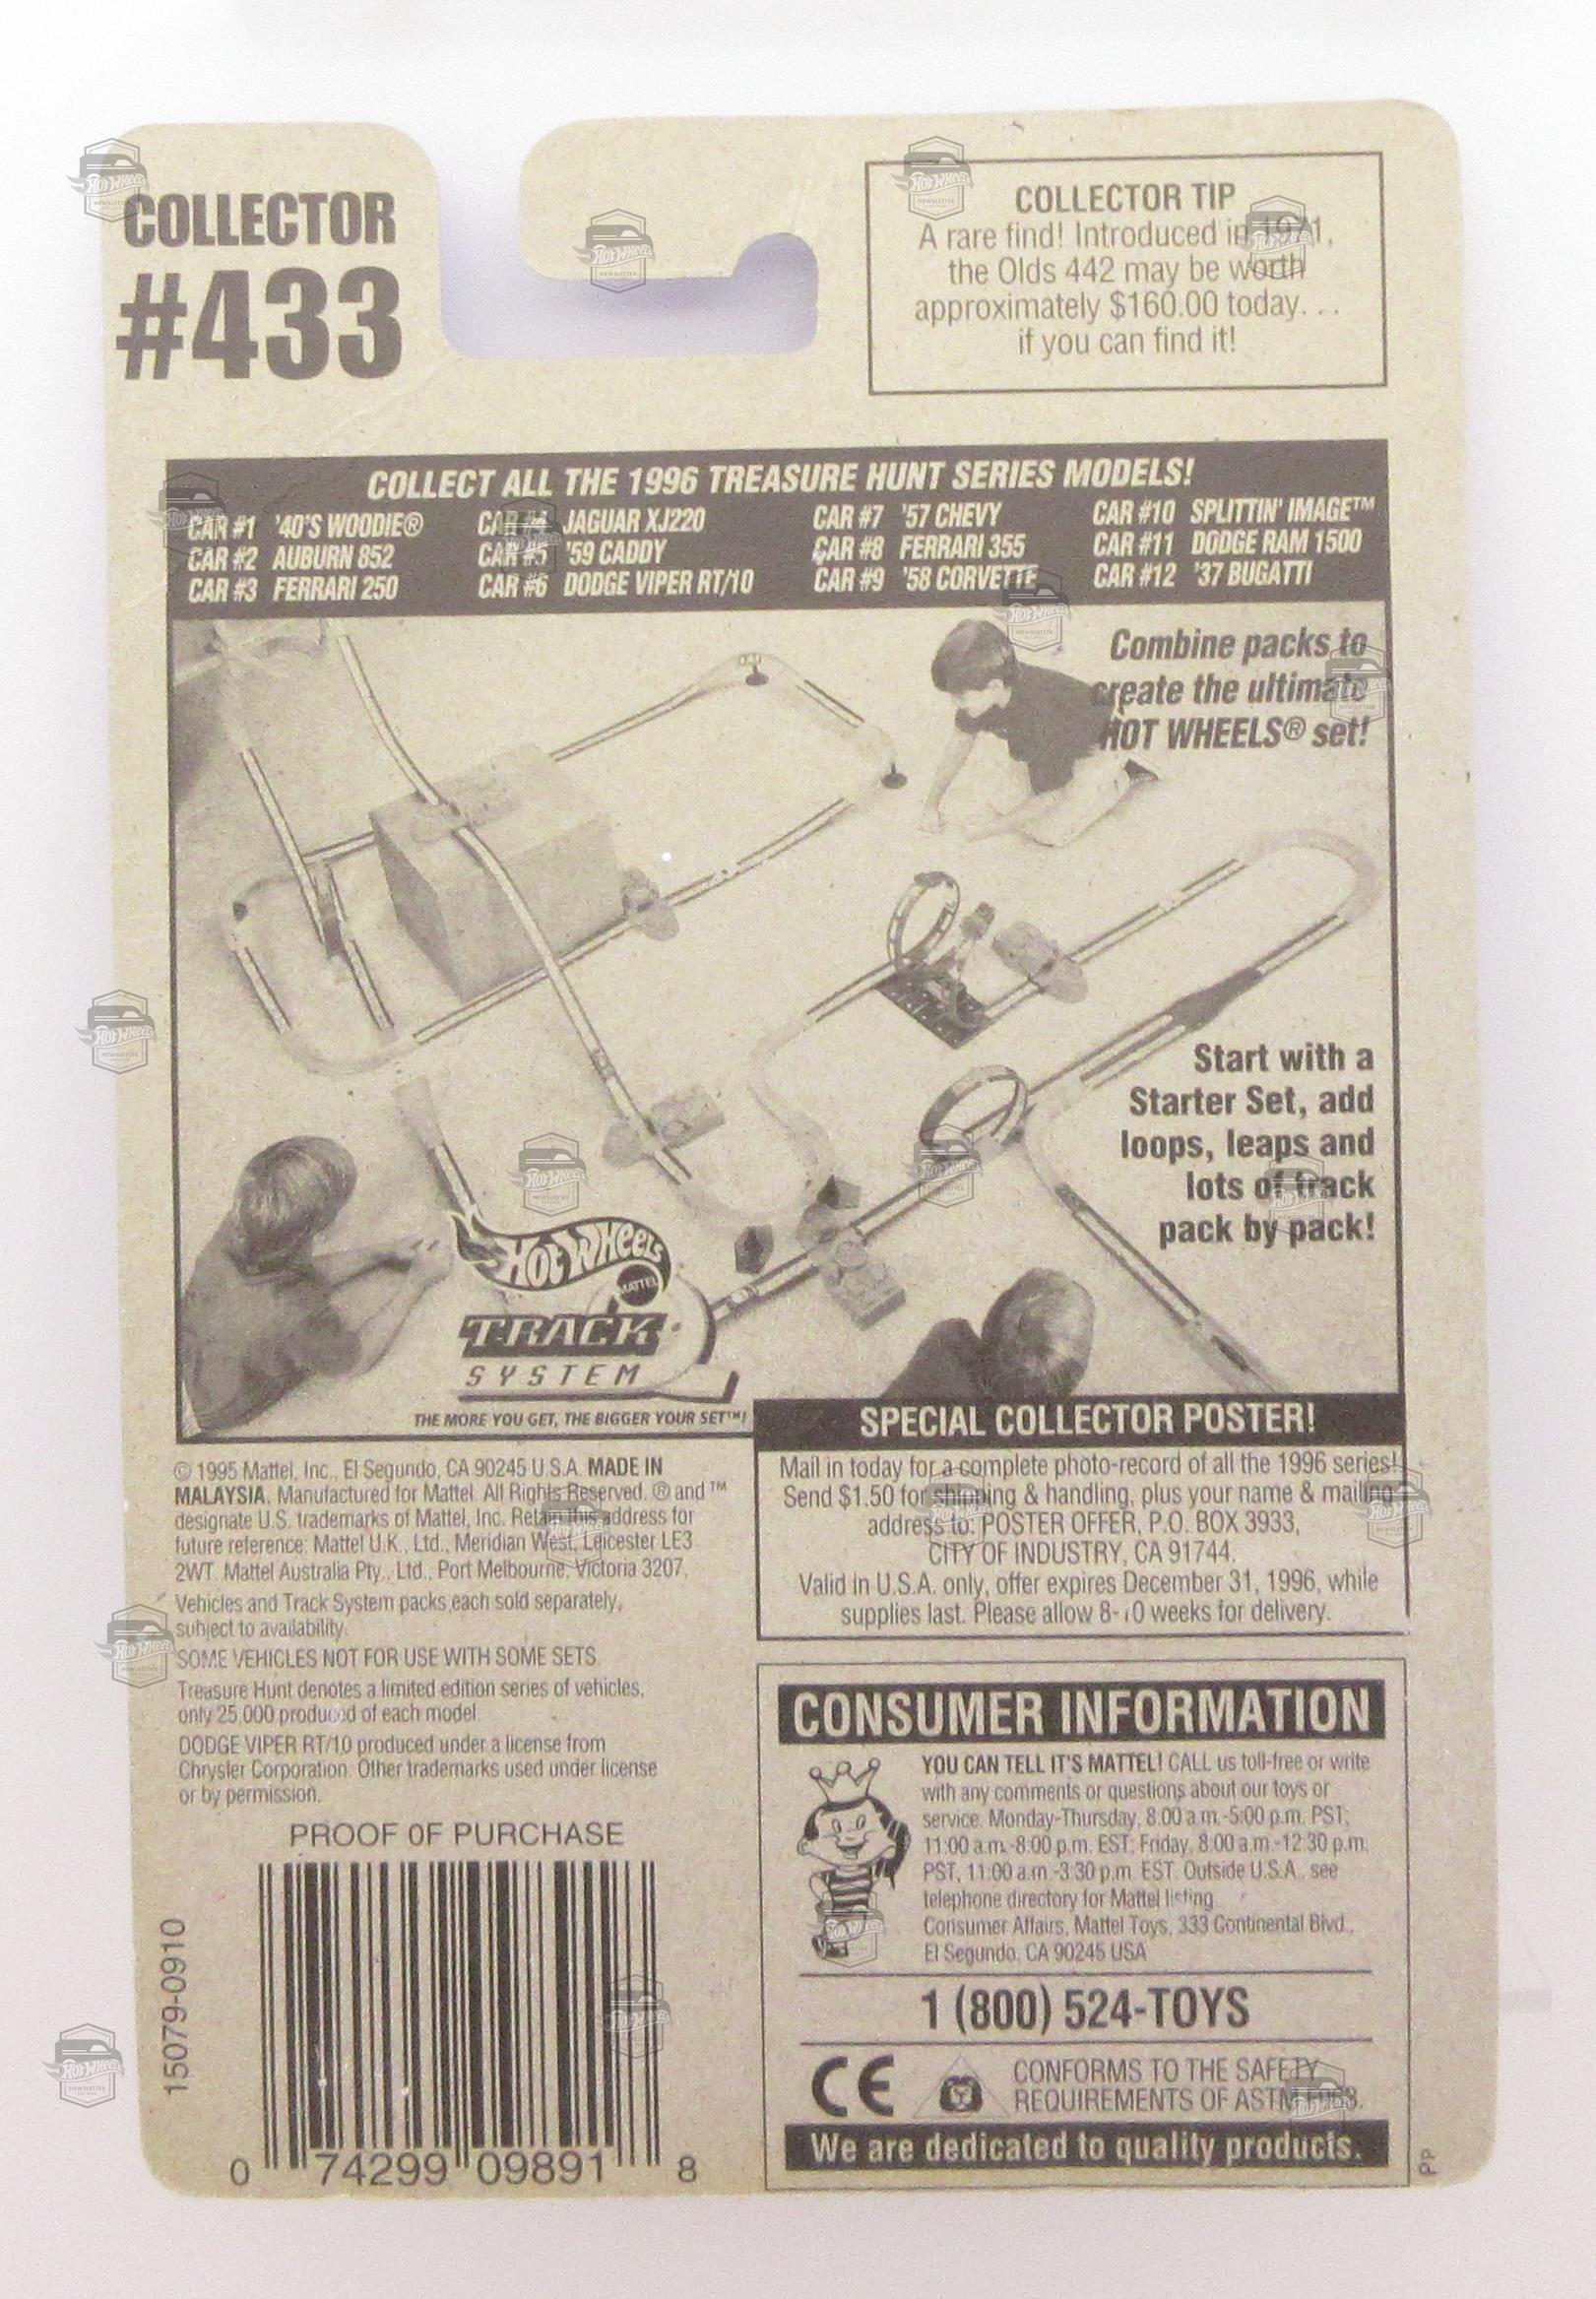 COLLECTOR
#433
COLLECTOR TIP
A rare find! Introduced in 1971,
the Olds 442 may be worth
approximately $160.00 today. . .
if you can find it!
COLLECT ALL THE 1996 TREASURE HUNT SERIES MODELS!
CAR #1 '40'S WOODIE®
CAR #2 AUBURN 852
CAR #3 FERRARI 250
CAR #4 JAGUAR XJ220
CAR #5 '59 CADDY
CAR #6 DODGE VIPER RT/10
CAR #7 '57 CHEVY
CAR #8 FERRARI 355
CAR #9 '58 CORVETTE
CAR #10 SPLITTIN' IMAGE™
CAR #11 DODGE RAM 1500
CAR #12 '37 BUGATTI
Combine packs to
create the ultimate
HOT WHEELS® set!
Start with a
Starter Set, add
loops, leaps and
lots of track
pack by pack!
HOT WHEELS
MATTEL
TRACK
SYSTEM
THE MORE YOU GET, THE BIGGER YOUR SET™!
© 1995 Mattel, Inc., El Segundo, CA 90245 U.S.A. MADE IN
MALAYSIA. Manufactured for Mattel. All Rights Reserved. ® and ™
designate U.S. trademarks of Mattel, Inc. Retain this address for
future reference: Mattel U.K., Ltd., Meridian West, Leicester LE3
2WT. Mattel Australia Pty., Ltd., Port Melbourne, Victoria 3207.
Vehicles and Track System packs each sold separately,
subject to availability.
SOME VEHICLES NOT FOR USE WITH SOME SETS.
Treasure Hunt denotes a limited edition series of vehicles,
only 25,000 produced of each model.
DODGE VIPER RT/10 produced under a license from
Chrysler Corporation. Other trademarks used under license
or by permission.
PROOF OF PURCHASE
15079-0910
0 74299 09891 8
SPECIAL COLLECTOR POSTER!
Mail in today for a complete photo-record of all the 1996 series!
Send $1.50 for shipping & handling, plus your name & mailing
address to: POSTER OFFER, P.O. BOX 3933,
CITY OF INDUSTRY, CA 91744.
Valid in U.S.A. only, offer expires December 31, 1996, while
supplies last. Please allow 8-10 weeks for delivery.
CONSUMER INFORMATION
YOU CAN TELL IT'S MATTEL! CALL us toll-free or write
with any comments or questions about our toys or
service. Monday-Thursday, 8:00 a.m.-5:00 p.m. PST;
11:00 a.m.-8:00 p.m. EST; Friday, 8:00 a.m.-12:30 p.m.
PST, 11:00 a.m.-3:30 p.m. EST. Outside U.S.A., see
telephone directory for Mattel listing.
Consumer Affairs, Mattel Toys, 333 Continental Blvd.,
El Segundo, CA 90245 USA
1 (800) 524-TOYS
CE
CONFORMS TO THE SAFETY
REQUIREMENTS OF ASTM F963.
We are dedicated to quality products.
PP